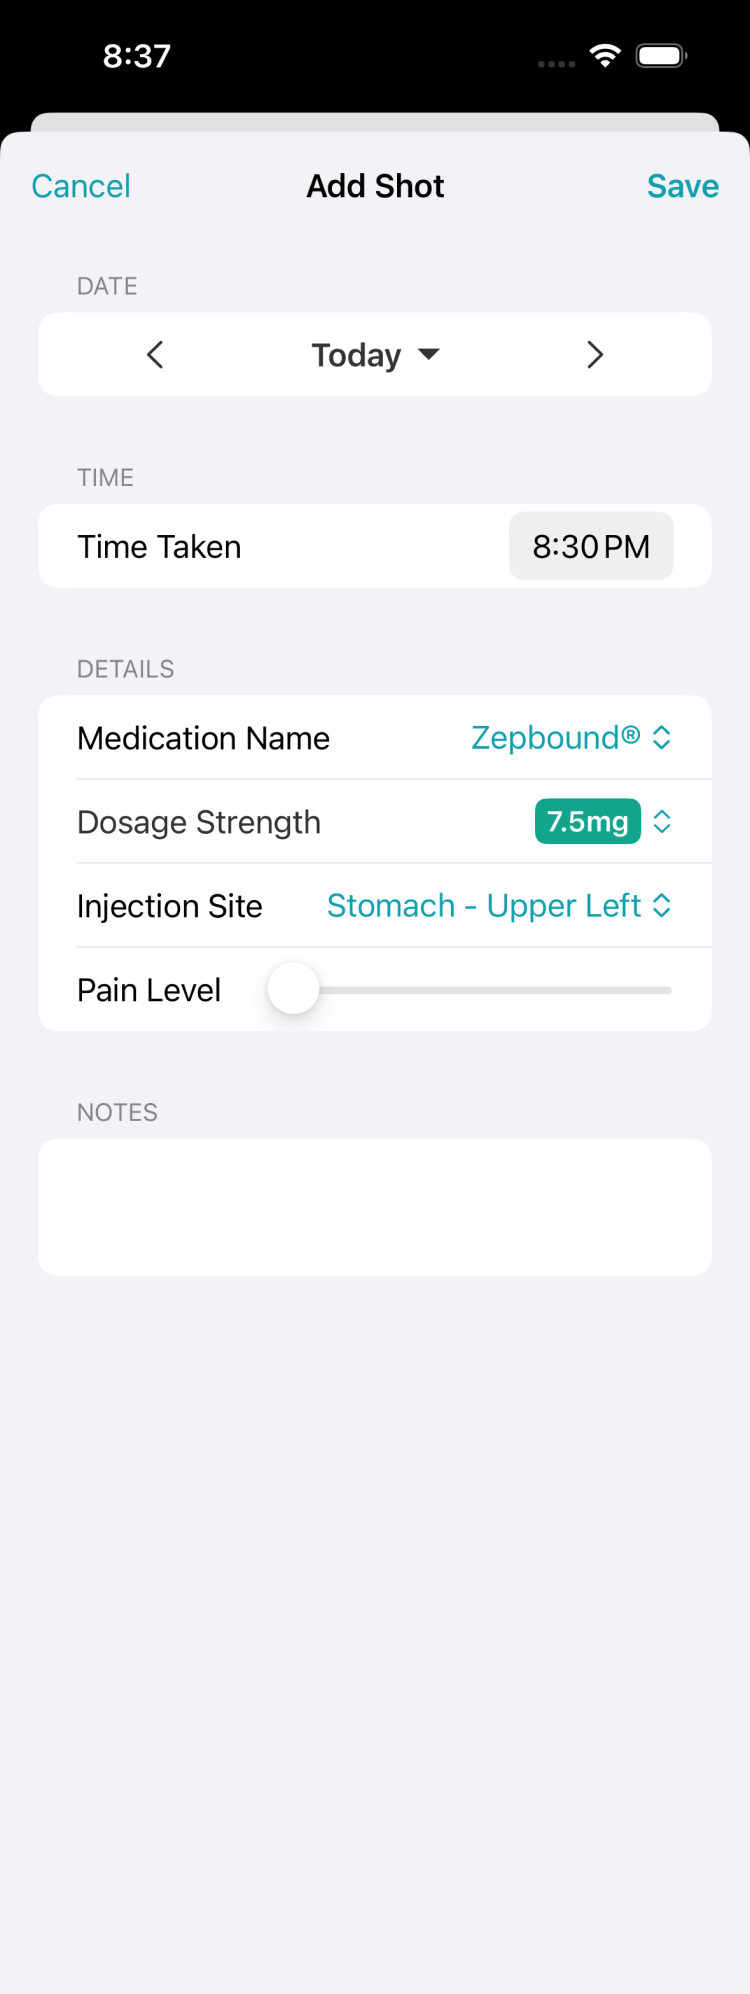 8:37
Cancel Add Shot Save
DATE
Today
TIME
Time Taken 8:30 PM
DETAILS
Medication Name Zepbound®
Dosage Strength 7.5mg
Injection Site Stomach - Upper Left
Pain Level
NOTES